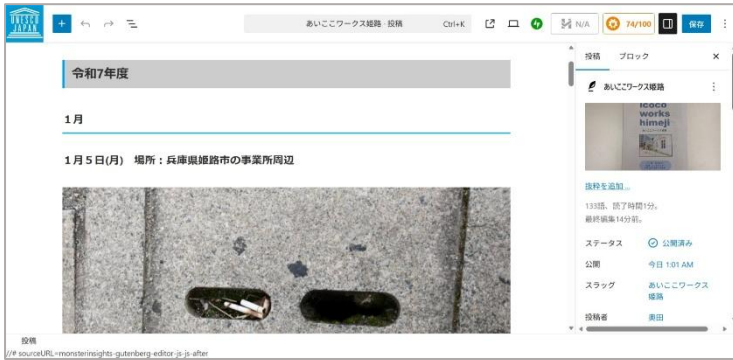 UNESCO
JAPAN
あいここワークス姫路 · 投稿 Ctrl+K
N/A
74/100
保存
投稿 ブロック
あいここワークス姫路
icoco
works
himeji
抜粋を追加...
133語、読了時間1分。
最終編集14分前。
ステータス 公開済み
公開 今日 1:01 AM
スラッグ あいここワークス
姫路
投稿者 奥田
令和7年度
1月
1月5日(月) 場所：兵庫県姫路市の事業所周辺
投稿
//# sourceURL=monsterinsights-gutenberg-editor-js-js-after